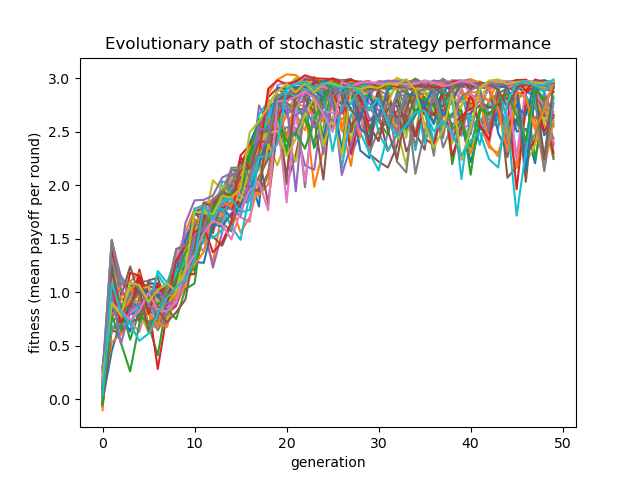 Evolutionary path of stochastic strategy performance
fitness (mean payoff per round)
3.0
2.5
2.0
1.5
1.0
0.5
0.0
0 10 20 30 40 50
generation